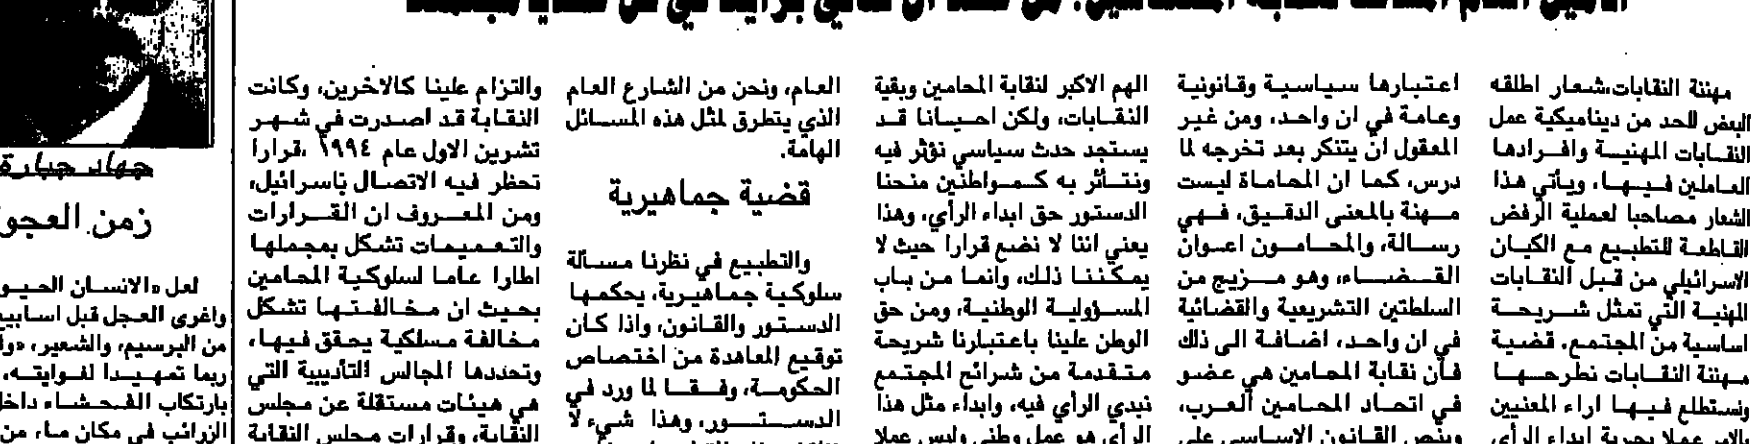 مهننة النقابات،شعار اطلقه
البعض للحد من ديناميكية عمل
النقابات المهنية وافرادها
العاملين فيها، ويأتي هذا
الشعار مصاحبا لعملية الرفض
القاطعة للتطبيع مع الكيان
الاسرائيلي من قبل النقابات
المهنية التي تمثل شريحة
اساسية من المجتمع. قضية
مهننة النقابات نطرحها
ونستطلع فيها اراء المعنيين
بحرية ابداء الرأي
اعتبارها سياسية وقانونية
وعامة في ان واحد، ومن غير
المعقول ان يتنكر بعد تخرجه لما
درس، كما ان المحاماة ليست
مهنة بالمعنى الدقيق، فهي
رسالة، والمحامون اعوان
القضاء، وهو مزيج من
السلطتين التشريعية والقضائية
في ان واحد، اضافة الى ذلك
فأن نقابة المحامين هي عضو
في اتحاد المحامين العرب،
وينص القانون الاساسي على
الهم الاكبر لنقابة المحامين وبقية
النقابات، ولكن احيانا قد
يستجد حدث سياسي نؤثر فيه
ونتأثر به كمواطنين منحنا
الدستور حق ابداء الرأي، وهذا
يعني اننا لا نضع قرارا حيث لا
يمكننا ذلك، وانما من باب
المسؤولية الوطنية، ومن حق
الوطن علينا باعتبارنا شريحة
متقدمة من شرائح المجتمع
نبدي الرأي فيه، وابداء مثل هذا
الرأي هو عمل وطني وليس عملا
العام، ونحن من الشارع العام
الذي يتطرق لمثل هذه المسائل
الهامة.
قضية جماهيرية
والتطبيع في نظرنا مسألة
سلوكية جماهيرية، يحكمها
الدستور والقانون، واذا كان
توقيع المعاهدة من اختصاص
الحكومة، وفقا لما ورد في
الدستور، وهذا شيء لا
والتزام علينا كالاخرين، وكانت
النقابة قد اصدرت في شهر
تشرين الاول عام ١٩٩٤ ،قرارا
تحظر فيه الاتصال باسرائيل،
ومن المعروف ان القرارات
والتعميمات تشكل بمجملها
اطارا عاما لسلوكية المحامين
بحيث ان مخالفتها تشكل
مخالفة مسلكية يحقق فيها،
وتحددها المجالس التأديبية التي
هي هيئات مستقلة عن مجلس
النقابة، وقرارات مجلس النقابة
جهاد جبارة
زمن العجو
لعل «الانسان الحيو
واغرى العجل قبل اسابيع
من البرسيم، والشعير،
ربما تمهيدا لغوايته،
بارتكاب الفحشاء داخل
الزرائب في مكان ما، من